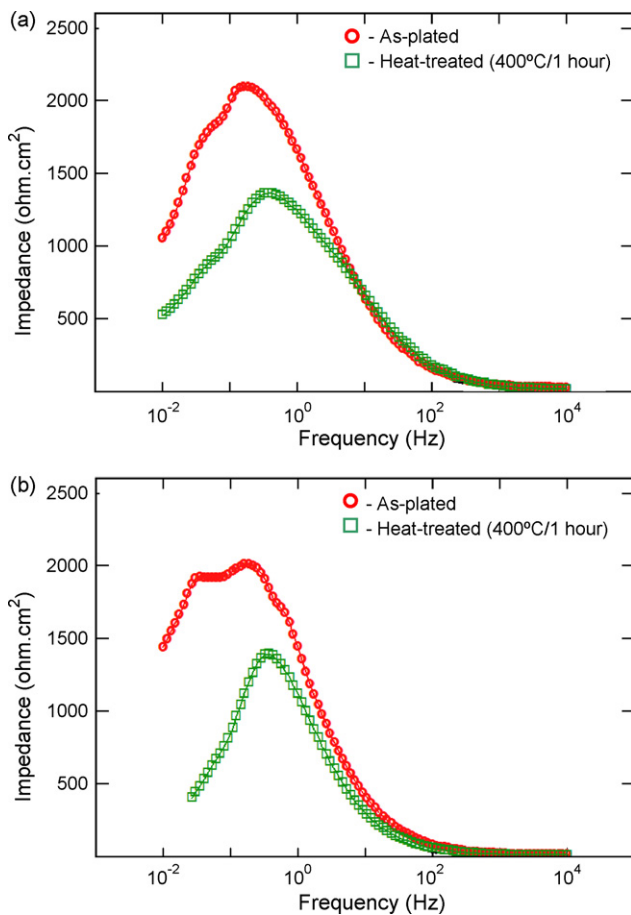 (a)
2500
2000
1500
1000
500
Impedance (ohm.cm²)
- As-plated
- Heat-treated (400ºC/1 hour)
10⁻² 10⁰ 10² 10⁴
Frequency (Hz)
(b)
2500
2000
1500
1000
500
Impedance (ohm.cm²)
- As-plated
- Heat-treated (400ºC/1 hour)
10⁻² 10⁰ 10² 10⁴
Frequency (Hz)